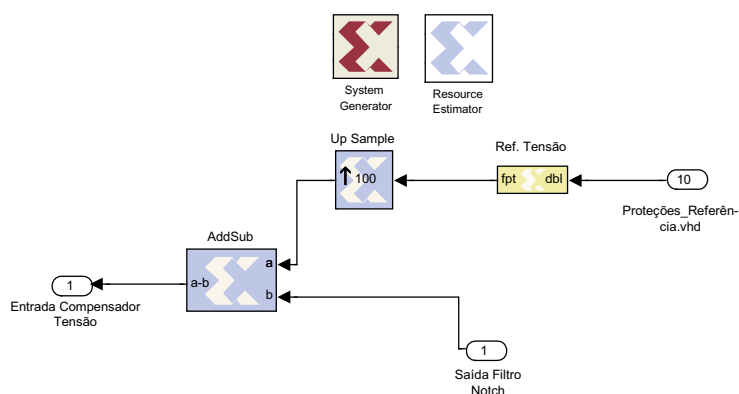 System
Generator
Resource
Estimator
Up Sample
↑ 100
Ref. Tensão
fpt
dbl
10
Proteções_Referên-
cia.vhd
AddSub
a
a-b
b
1
Entrada Compensador
Tensão
1
Saída Filtro
Notch